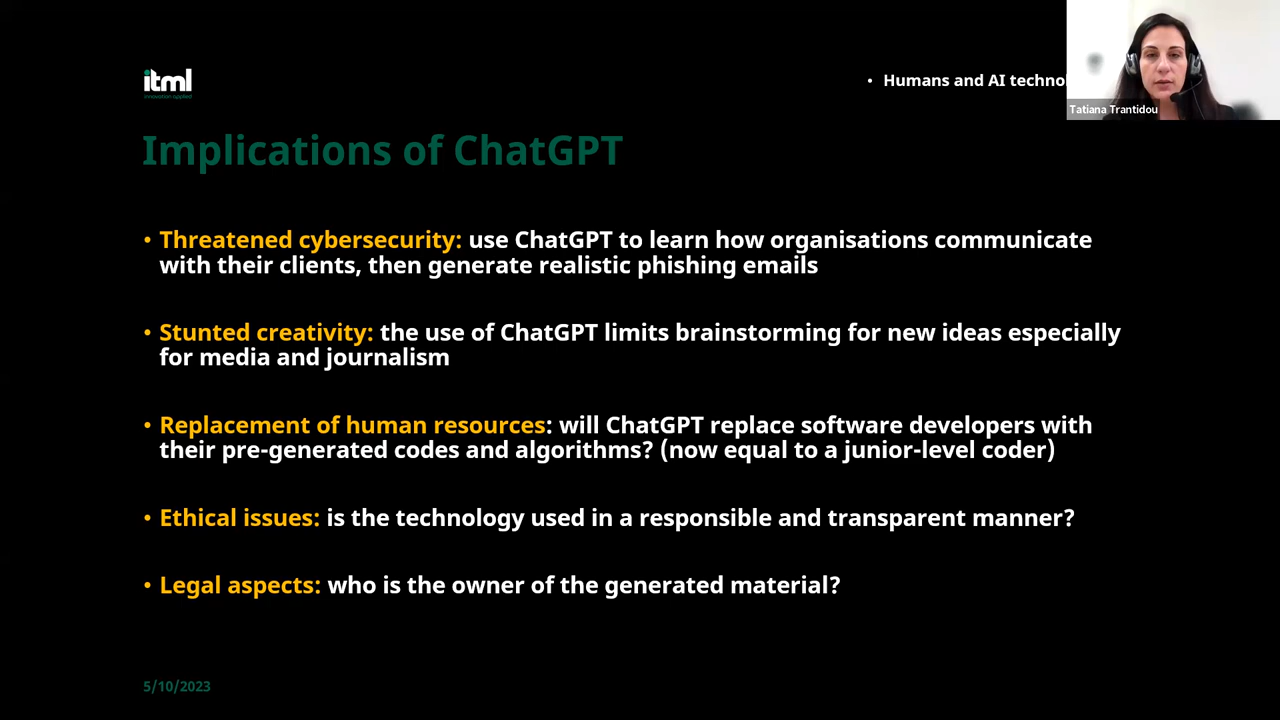 itml
innovation applied
• Humans and AI
Tatiana Trantidou
Implications of ChatGPT
• Threatened cybersecurity: use ChatGPT to learn how organisations communicate
with their clients, then generate realistic phishing emails
• Stunted creativity: the use of ChatGPT limits brainstorming for new ideas especially
for media and journalism
• Replacement of human resources: will ChatGPT replace software developers with
their pre-generated codes and algorithms? (now equal to a junior-level coder)
• Ethical issues: is the technology used in a responsible and transparent manner?
• Legal aspects: who is the owner of the generated material?
5/10/2023